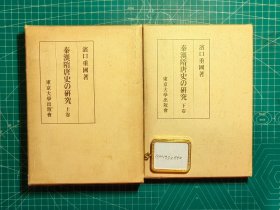 濱口重國著
秦漢隋唐史の研究 上卷
東京大學出版會
濱口重國著
秦漢隋唐史の研究 下卷
東京大學出版會